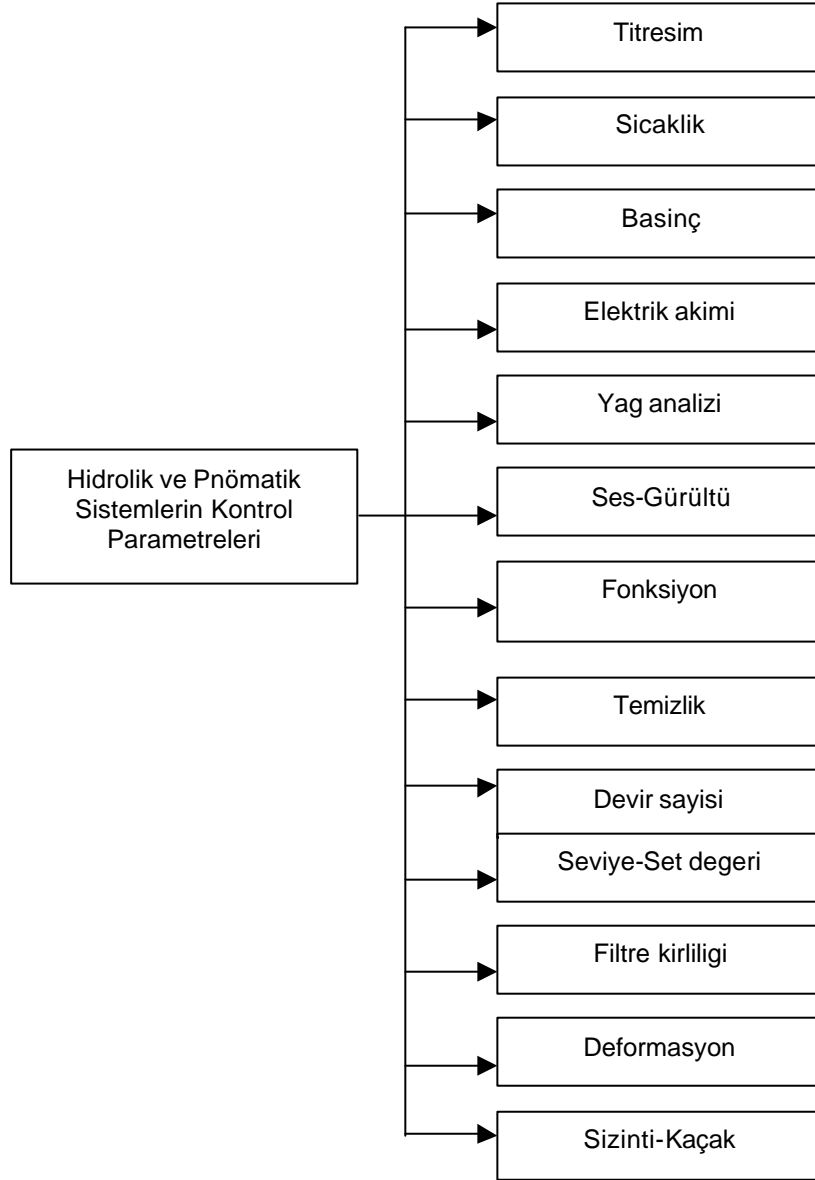 Titresim
Sicaklik
Basinç
Elektrik akimi
Yag analizi
Hidrolik ve Pnömatik
Sistemlerin Kontrol
Parametreleri
Ses-Gürültü
Fonksiyon
Temizlik
Devir sayisi
Seviye-Set degeri
Filtre kirliligi
Deformasyon
Sizinti-Kaçak